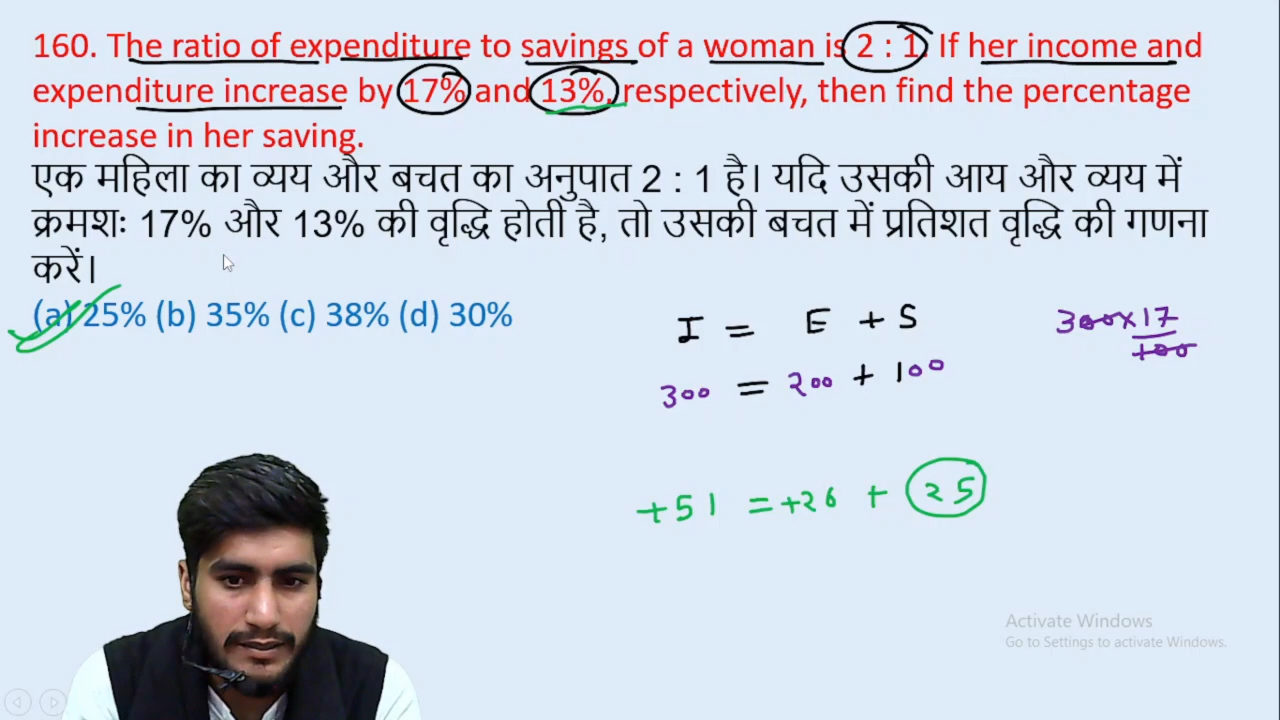 160. The ratio of expenditure to savings of a woman is 2 : 1. If her income and
expenditure increase by 17% and 13%, respectively, then find the percentage
increase in her saving.
एक महिला का व्यय और बचत का अनुपात 2 : 1 है। यदि उसकी आय और व्यय में
क्रमशः 17% और 13% की वृद्धि होती है, तो उसकी बचत में प्रतिशत वृद्धि की गणना
करें।
(a) 25% (b) 35% (c) 38% (d) 30%
I = E + S
300 = 200 + 100
300×17
100
+51 = +26 + 25
Activate Windows
Go to Settings to activate Windows.